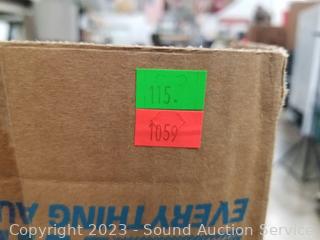 115.
1059
EVERYTHING AU
Copyright 2023 - Sound Auction Service